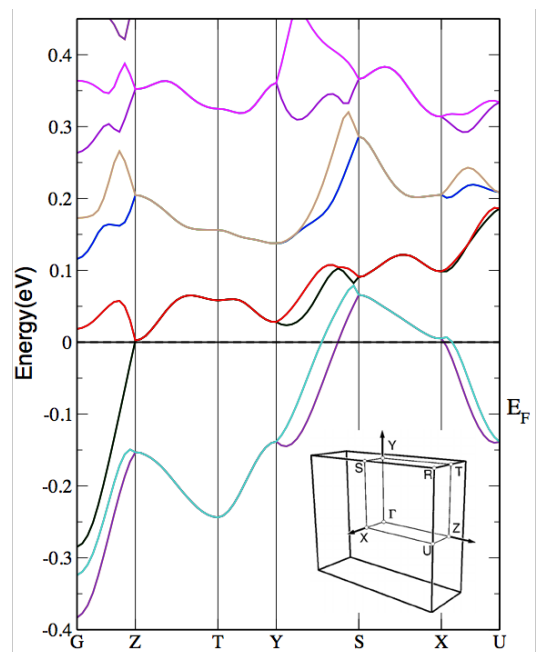 0.4
0.3
0.2
0.1
0
-0.1
-0.2
-0.3
-0.4
Energy(eV)
E_F
G Z T Y S X U
Y
S
R
T
Γ
X
Z
U